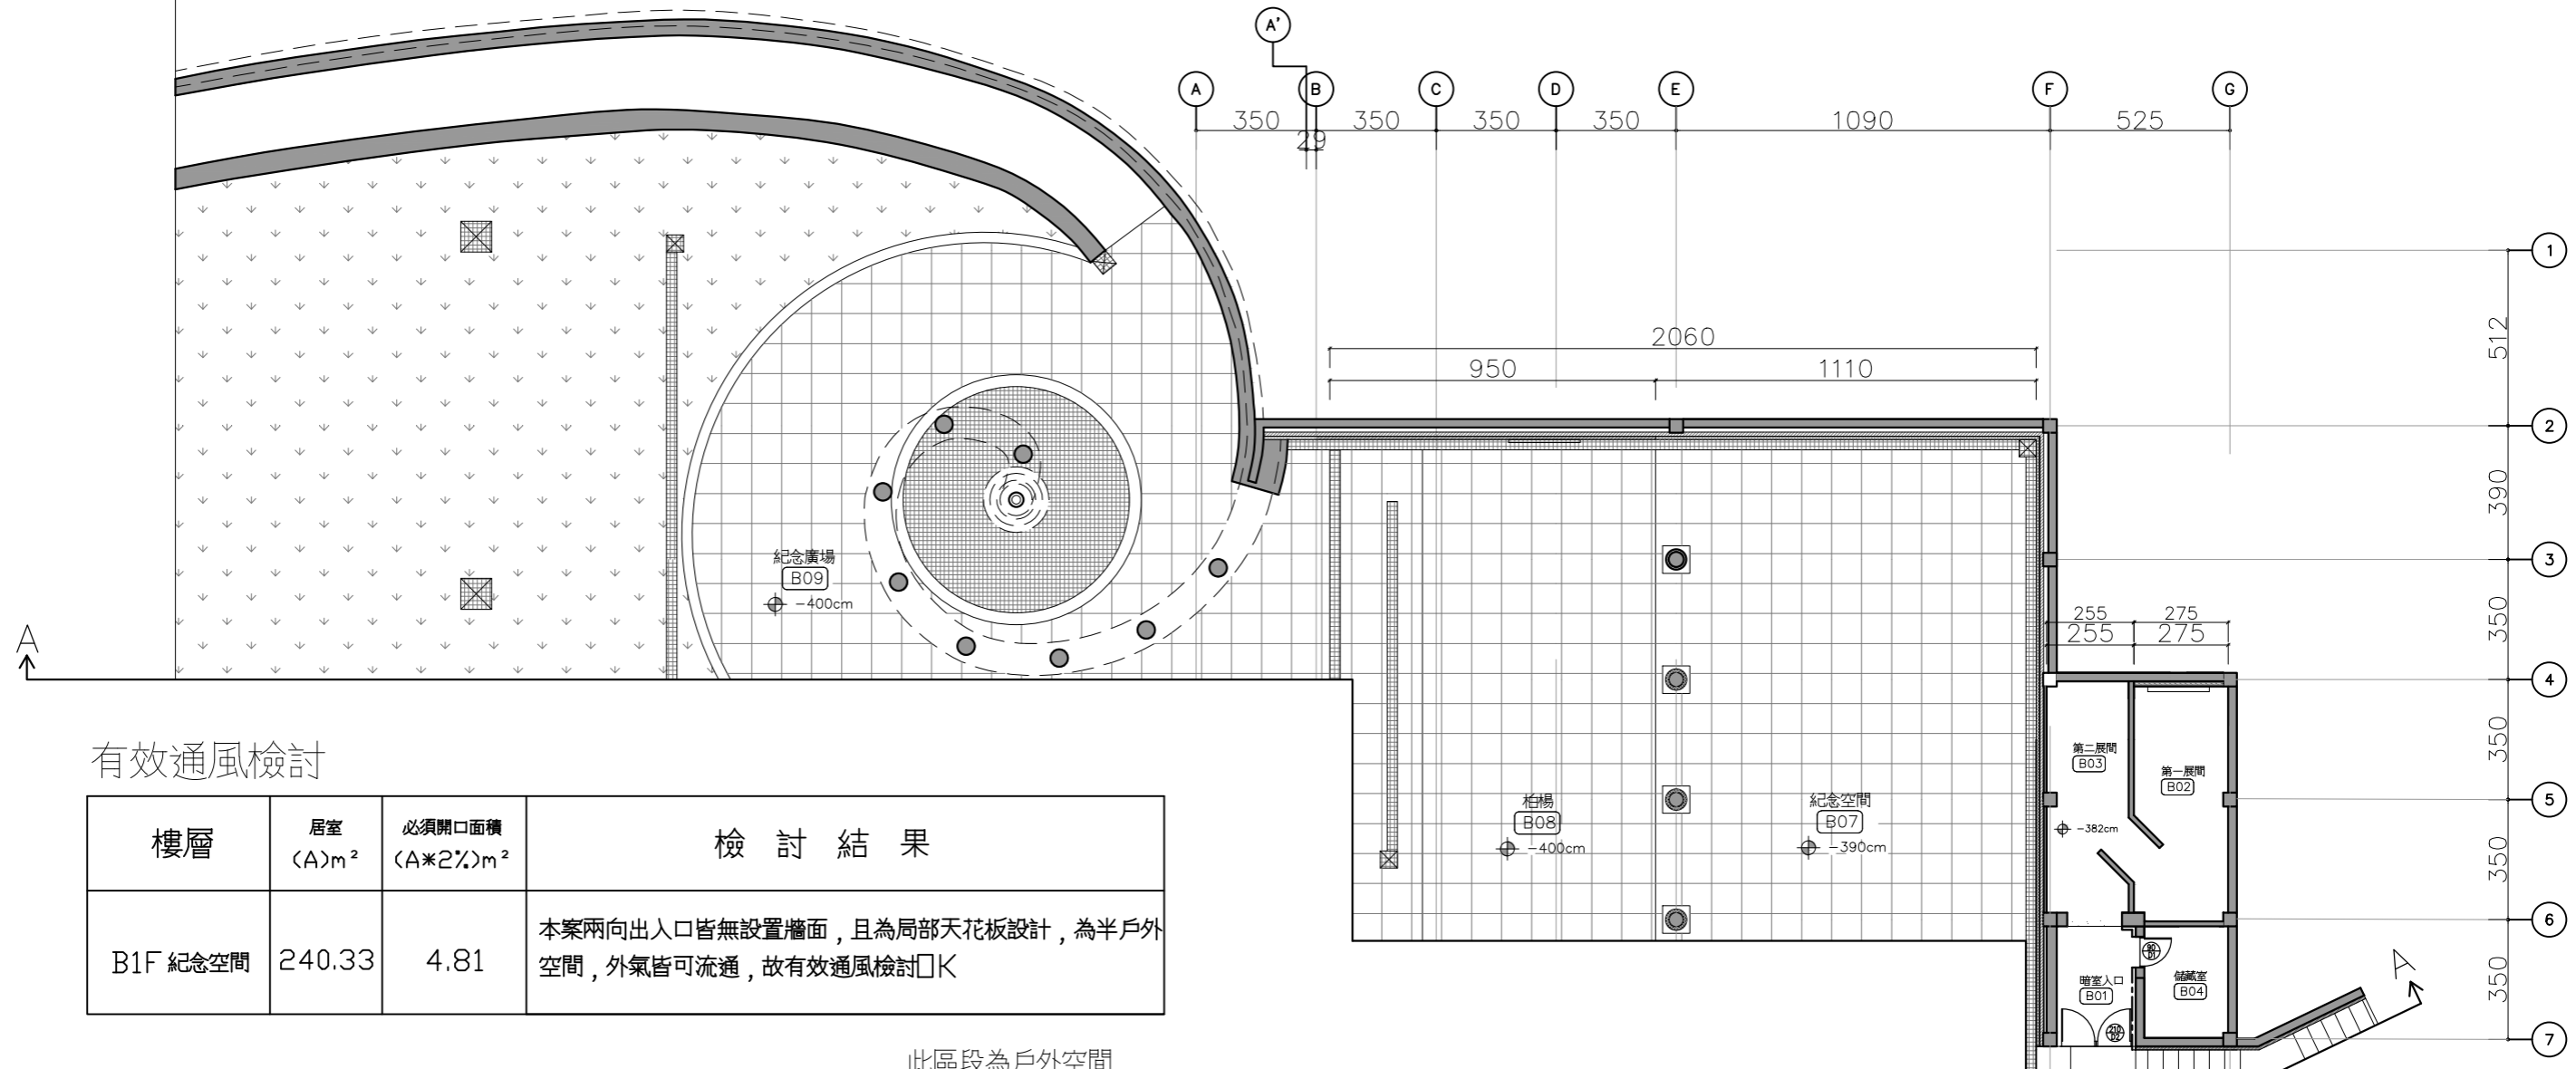 A'
A B C D E F G
350 350 350 350 1090 525
29
1
512
2060
950 1110
2
390
3
紀念廣場
B09
-400cm
350
255 275
255 275
A
4
350
第二展間
B03
第一展間
B02
有效通風檢討
柏楊
B08
-400cm
紀念空間
B07
-390cm
-382cm
5
350
樓層 居室 (A)m² 必須開口面積 (A*2%)m² 檢 討 結 果
B1F 紀念空間 240.33 4.81
本案兩向出入口皆無設置牆面，且為局部天花板設計，為半戶外
空間，外氣皆可流通，故有效通風檢討□K
6
350
90
D1
暗室入口
B01
儲藏室
B04
210
D2
A
7
此區段為戶外空間